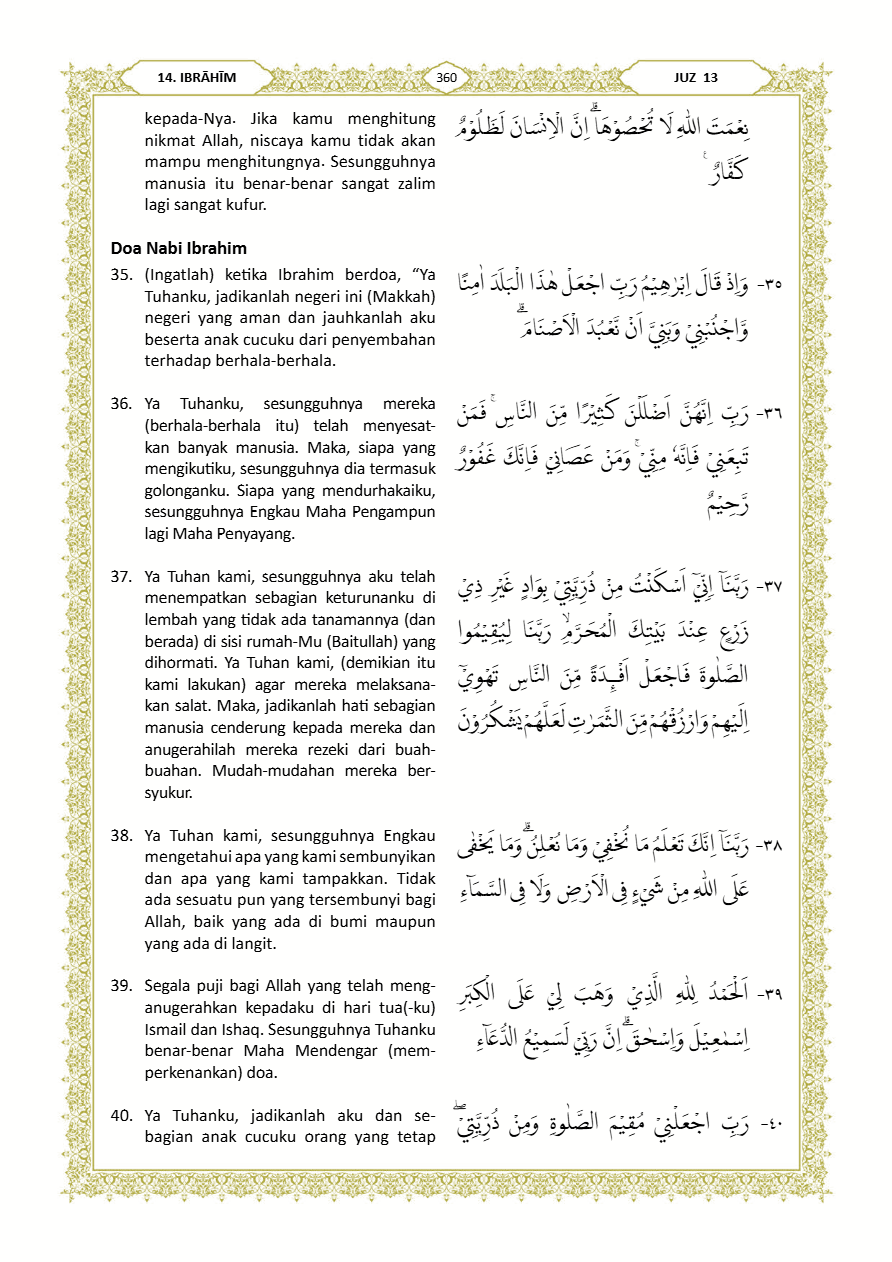 14. IBRĀHĪM
360
JUZ 13
kepada-Nya. Jika kamu menghitung
nikmat Allah, niscaya kamu tidak akan
mampu menghitungnya. Sesungguhnya
manusia itu benar-benar sangat zalim
lagi sangat kufur.
نِعْمَتَ اللّٰهِ لَا تُحْصُوْهَاۗ اِنَّ الْاِنْسَانَ لَظَلُوْمٌ
كَفَّارٌ ࣖ
Doa Nabi Ibrahim
35. (Ingatlah) ketika Ibrahim berdoa, “Ya
Tuhanku, jadikanlah negeri ini (Makkah)
negeri yang aman dan jauhkanlah aku
beserta anak cucuku dari penyembahan
terhadap berhala-berhala.
٣٥- وَاِذْ قَالَ اِبْرٰهِيْمُ رَبِّ اجْعَلْ هٰذَا الْبَلَدَ اٰمِنًا
وَّاجْنُبْنِيْ وَبَنِيَّ اَنْ نَّعْبُدَ الْاَصْنَامَۗ
36. Ya Tuhanku, sesungguhnya mereka
(berhala-berhala itu) telah menyesat-
kan banyak manusia. Maka, siapa yang
mengikutiku, sesungguhnya dia termasuk
golonganku. Siapa yang mendurhakaiku,
sesungguhnya Engkau Maha Pengampun
lagi Maha Penyayang.
٣٦- رَبِّ اِنَّهُنَّ اَضْلَلْنَ كَثِيْرًا مِّنَ النَّاسِۚ فَمَنْ
تَبِعَنِيْ فَاِنَّهٗ مِنِّيْۚ وَمَنْ عَصَانِيْ فَاِنَّكَ غَفُوْرٌ
رَّحِيْمٌ
37. Ya Tuhan kami, sesungguhnya aku telah
menempatkan sebagian keturunanku di
lembah yang tidak ada tanamannya (dan
berada) di sisi rumah-Mu (Baitullah) yang
dihormati. Ya Tuhan kami, (demikian itu
kami lakukan) agar mereka melaksana-
kan salat. Maka, jadikanlah hati sebagian
manusia cenderung kepada mereka dan
anugerahilah mereka rezeki dari buah-
buahan. Mudah-mudahan mereka ber-
syukur.
٣٧- رَبَّنَآ اِنِّيْٓ اَسْكَنْتُ مِنْ ذُرِّيَّتِيْ بِوَادٍ غَيْرِ ذِيْ
زَرْعٍ عِنْدَ بَيْتِكَ الْمُحَرَّمِۙ رَبَّنَا لِيُقِيْمُوا
الصَّلٰوةَ فَاجْعَلْ اَفْـِٕدَةً مِّنَ النَّاسِ تَهْوِيْٓ
اِلَيْهِمْ وَارْزُقْهُمْ مِّنَ الثَّمَرٰتِ لَعَلَّهُمْ يَشْكُرُوْنَ
38. Ya Tuhan kami, sesungguhnya Engkau
mengetahui apa yang kami sembunyikan
dan apa yang kami tampakkan. Tidak
ada sesuatu pun yang tersembunyi bagi
Allah, baik yang ada di bumi maupun
yang ada di langit.
٣٨- رَبَّنَآ اِنَّكَ تَعْلَمُ مَا نُخْفِيْ وَمَا نُعْلِنُۗ وَمَا يَخْفٰى
عَلَى اللّٰهِ مِنْ شَيْءٍ فِى الْاَرْضِ وَلَا فِى السَّمَاۤءِ
39. Segala puji bagi Allah yang telah meng-
anugerahkan kepadaku di hari tua(-ku)
Ismail dan Ishaq. Sesungguhnya Tuhanku
benar-benar Maha Mendengar (mem-
perkenankan) doa.
٣٩- اَلْحَمْدُ لِلّٰهِ الَّذِيْ وَهَبَ لِيْ عَلَى الْكِبَرِ
اِسْمٰعِيْلَ وَاِسْحٰقَۗ اِنَّ رَبِّيْ لَسَمِيْعُ الدُّعَاۤءِ
40. Ya Tuhanku, jadikanlah aku dan se-
bagian anak cucuku orang yang tetap
٤٠- رَبِّ اجْعَلْنِيْ مُقِيْمَ الصَّلٰوةِ وَمِنْ ذُرِّيَّتِيْۖ